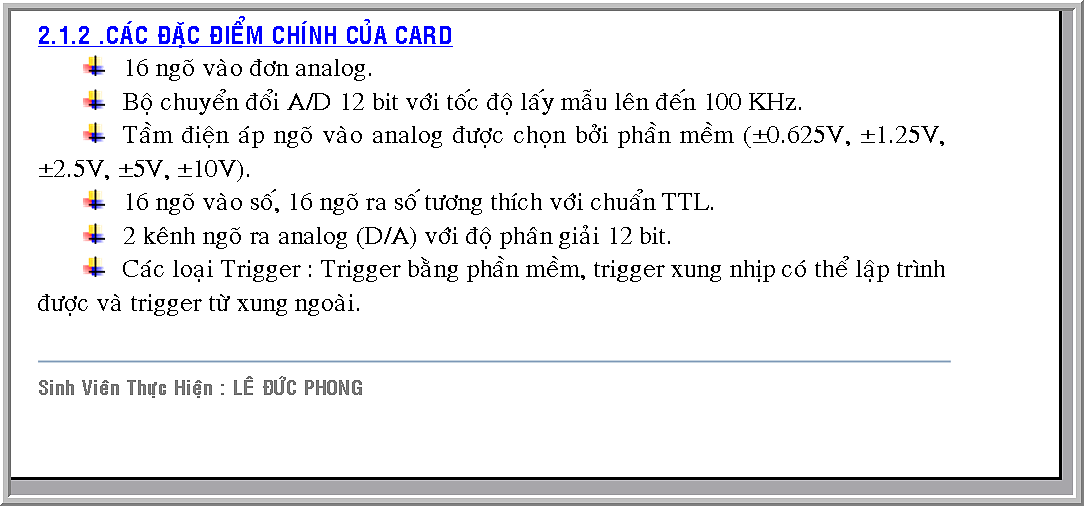 2.1.2 .CÁC ĐẶC ĐIỂM CHÍNH CỦA CARD
16 ngõ vào đơn analog.
Bộ chuyển đổi A/D 12 bit với tốc độ lấy mẫu lên đến 100 KHz.
Tầm điện áp ngõ vào analog được chọn bởi phần mềm (±0.625V, ±1.25V,
±2.5V, ±5V, ±10V).
16 ngõ vào số, 16 ngõ ra số tương thích với chuẩn TTL.
2 kênh ngõ ra analog (D/A) với độ phân giải 12 bit.
Các loại Trigger : Trigger bằng phần mềm, trigger xung nhịp có thể lập trình
được và trigger từ xung ngoài.
Sinh Viên Thực Hiện : LÊ ĐỨC PHONG